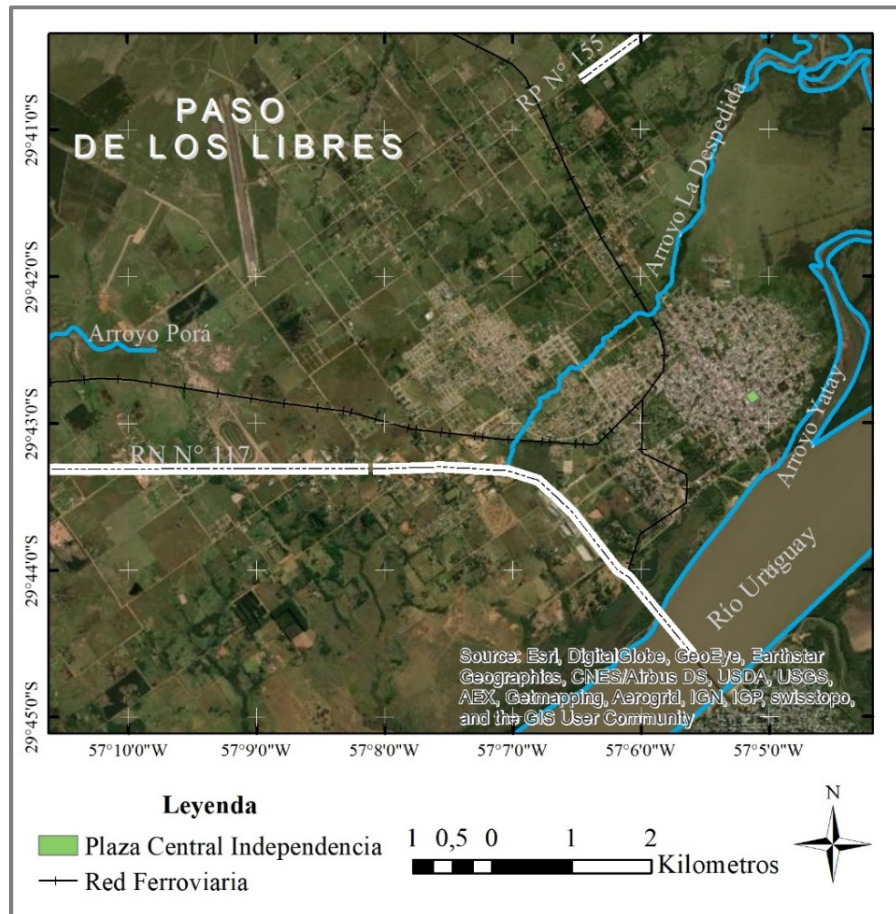 PASO
DE LOS LIBRES
RP N° 155
Arroyo La Despedida
Arroyo Porá
RN N° 117
Arroyo Yatay
Río Uruguay
Source: Esri, DigitalGlobe, GeoEye, Earthstar
Geographics, CNES/Airbus DS, USDA, USGS,
AEX, Getmapping, Aerogrid, IGN, IGP, swisstopo,
and the GIS User Community
29°41'0"S
29°42'0"S
29°43'0"S
29°44'0"S
29°45'0"S
57°10'0"W 57°9'0"W 57°8'0"W 57°7'0"W 57°6'0"W 57°5'0"W
Leyenda
Plaza Central Independencia
Red Ferroviaria
1 0,5 0 1 2
Kilometros
N